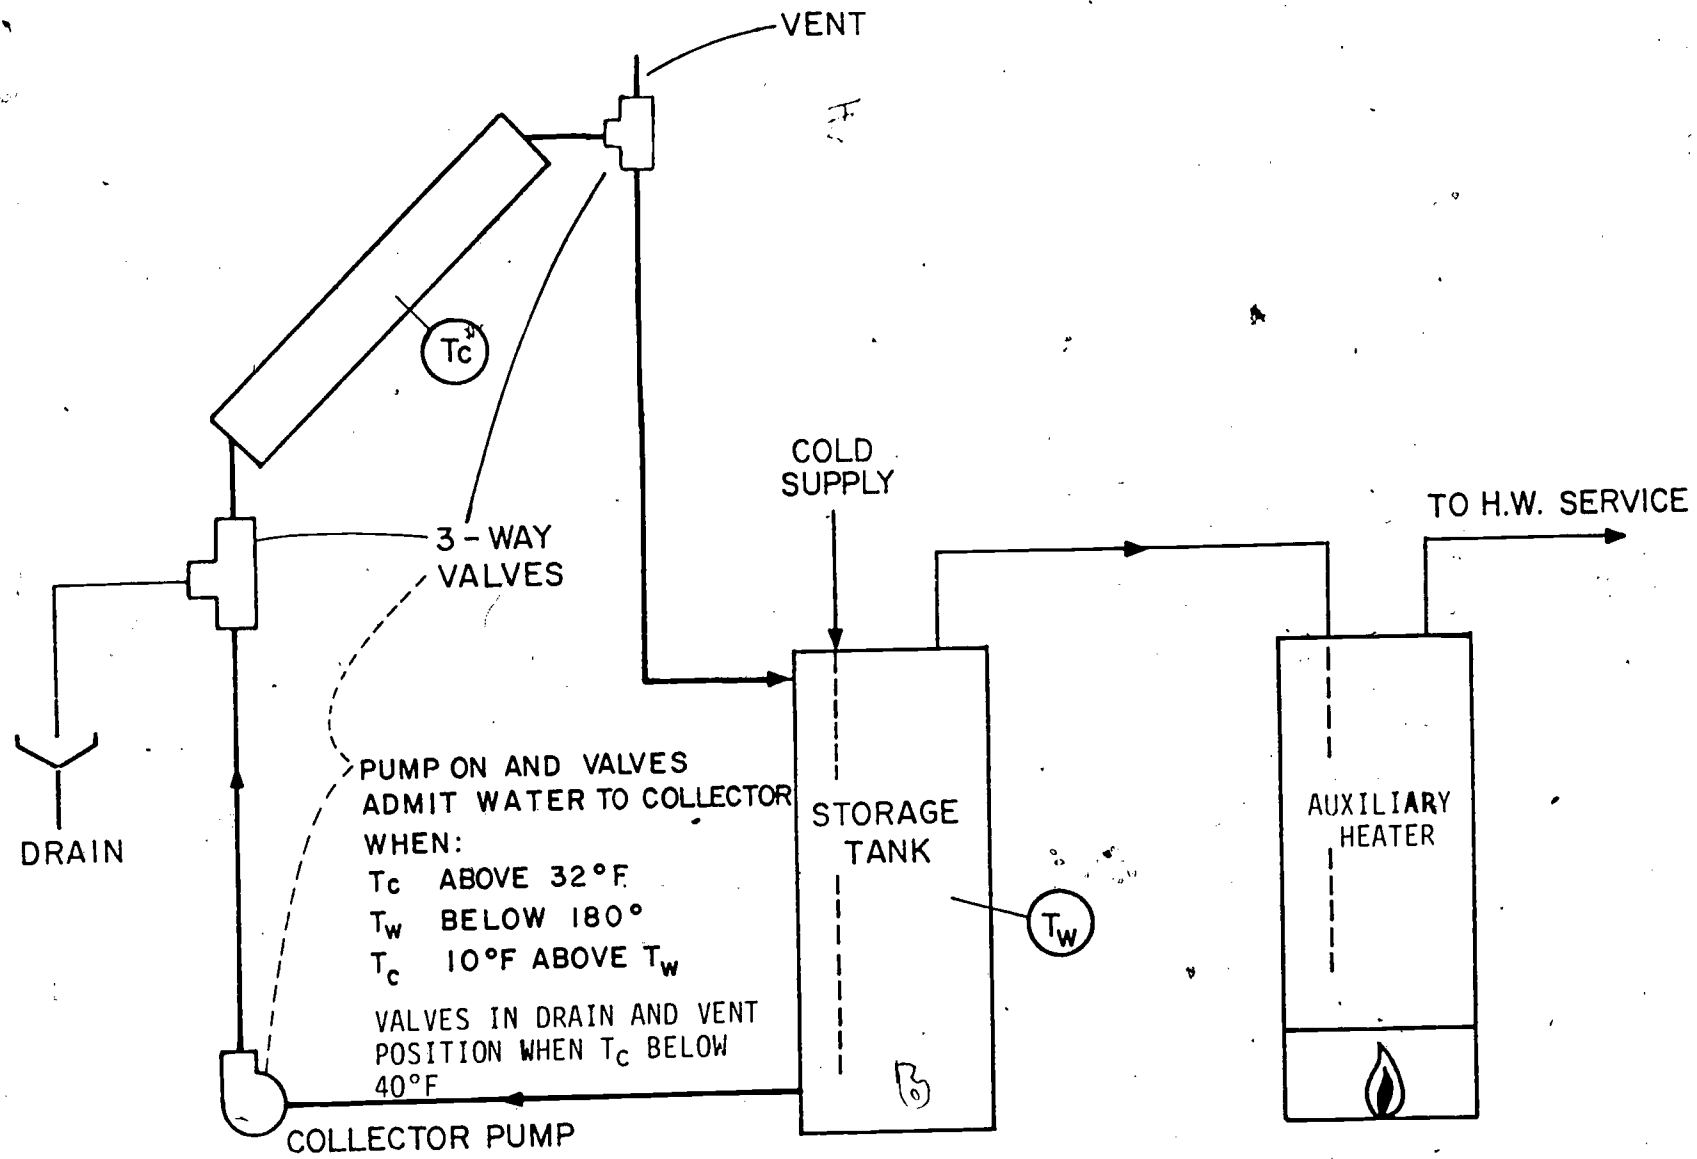 VENT
Tc
COLD
SUPPLY
TO H.W. SERVICE
3-WAY
VALVES
DRAIN
PUMP ON AND VALVES
ADMIT WATER TO COLLECTOR
WHEN:
Tc ABOVE 32°F.
Tw BELOW 180°
Tc 10°F ABOVE Tw
VALVES IN DRAIN AND VENT
POSITION WHEN Tc BELOW
40°F
COLLECTOR PUMP
STORAGE
TANK
Tw
AUXILIARY
HEATER